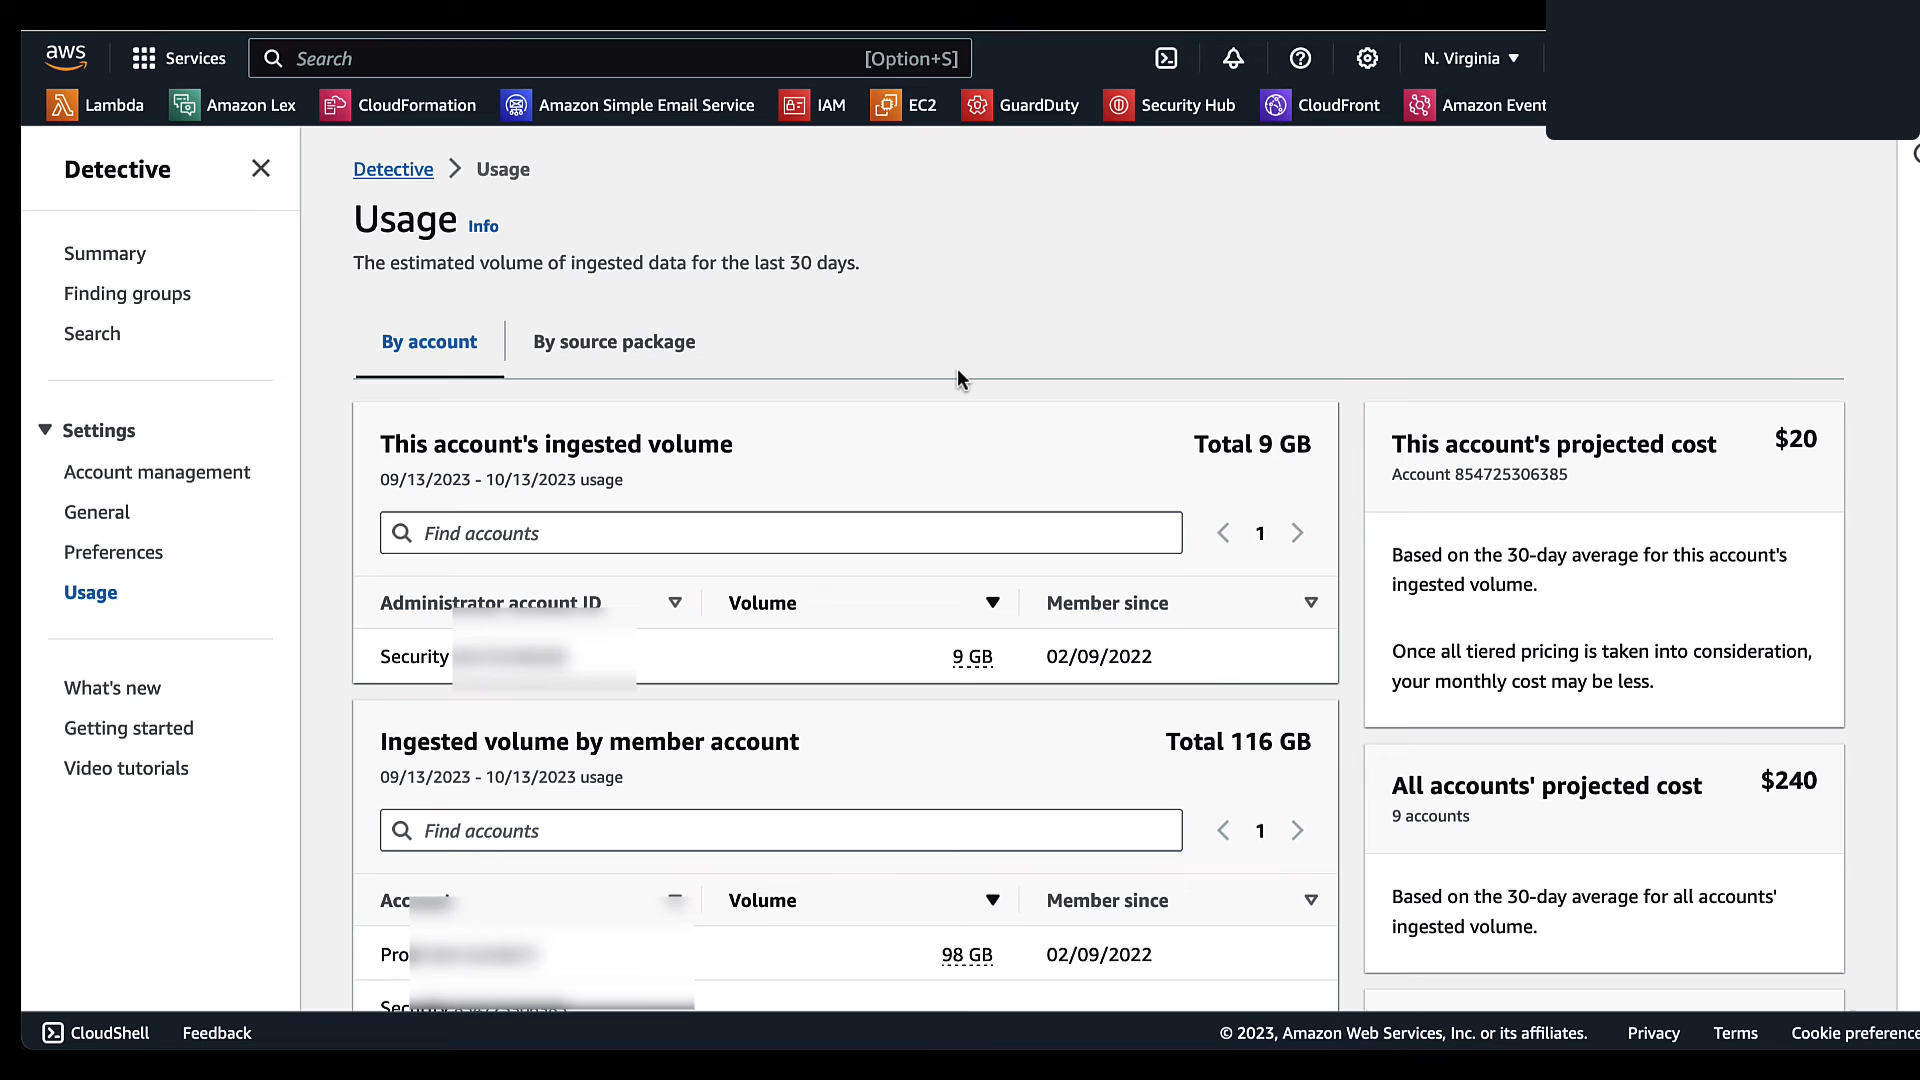 aws
Services
Search
[Option+S]
N. Virginia
Lambda
Amazon Lex
CloudFormation
Amazon Simple Email Service
IAM
EC2
GuardDuty
Security Hub
CloudFront
Amazon Event
Detective
Summary
Finding groups
Search
Settings
Account management
General
Preferences
Usage
What's new
Getting started
Video tutorials
Detective > Usage
Usage Info
The estimated volume of ingested data for the last 30 days.
By account
By source package
This account's ingested volume
Total 9 GB
09/13/2023 - 10/13/2023 usage
Find accounts
1
Administrator account ID
Volume
Member since
Security
9 GB
02/09/2022
Ingested volume by member account
Total 116 GB
09/13/2023 - 10/13/2023 usage
Find accounts
1
Volume
Member since
98 GB
02/09/2022
This account's projected cost
$20
Account 854725306385
Based on the 30-day average for this account's
ingested volume.
Once all tiered pricing is taken into consideration,
your monthly cost may be less.
All accounts' projected cost
$240
9 accounts
Based on the 30-day average for all accounts'
ingested volume.
CloudShell
Feedback
© 2023, Amazon Web Services, Inc. or its affiliates.
Privacy
Terms
Cookie preference